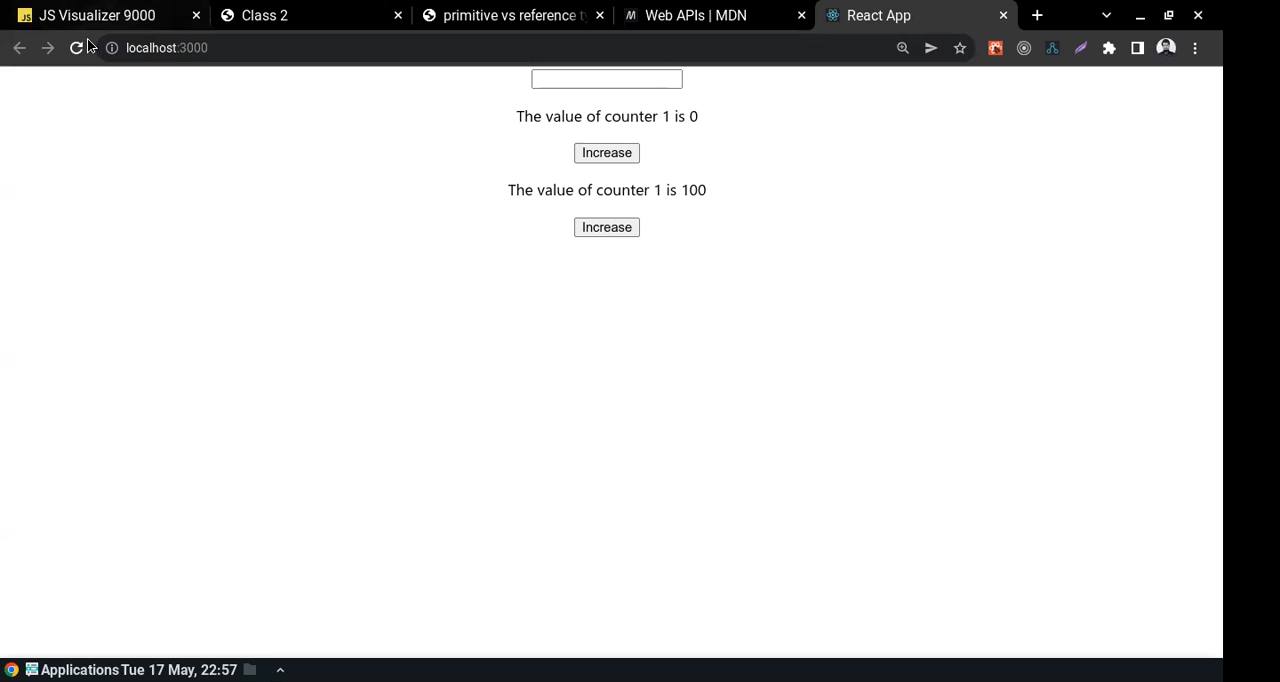 JS Visualizer 9000
Class 2
primitive vs reference ty
Web APIs | MDN
React App
localhost:3000
The value of counter 1 is 0
Increase
The value of counter 1 is 100
Increase
Applications Tue 17 May, 22:57